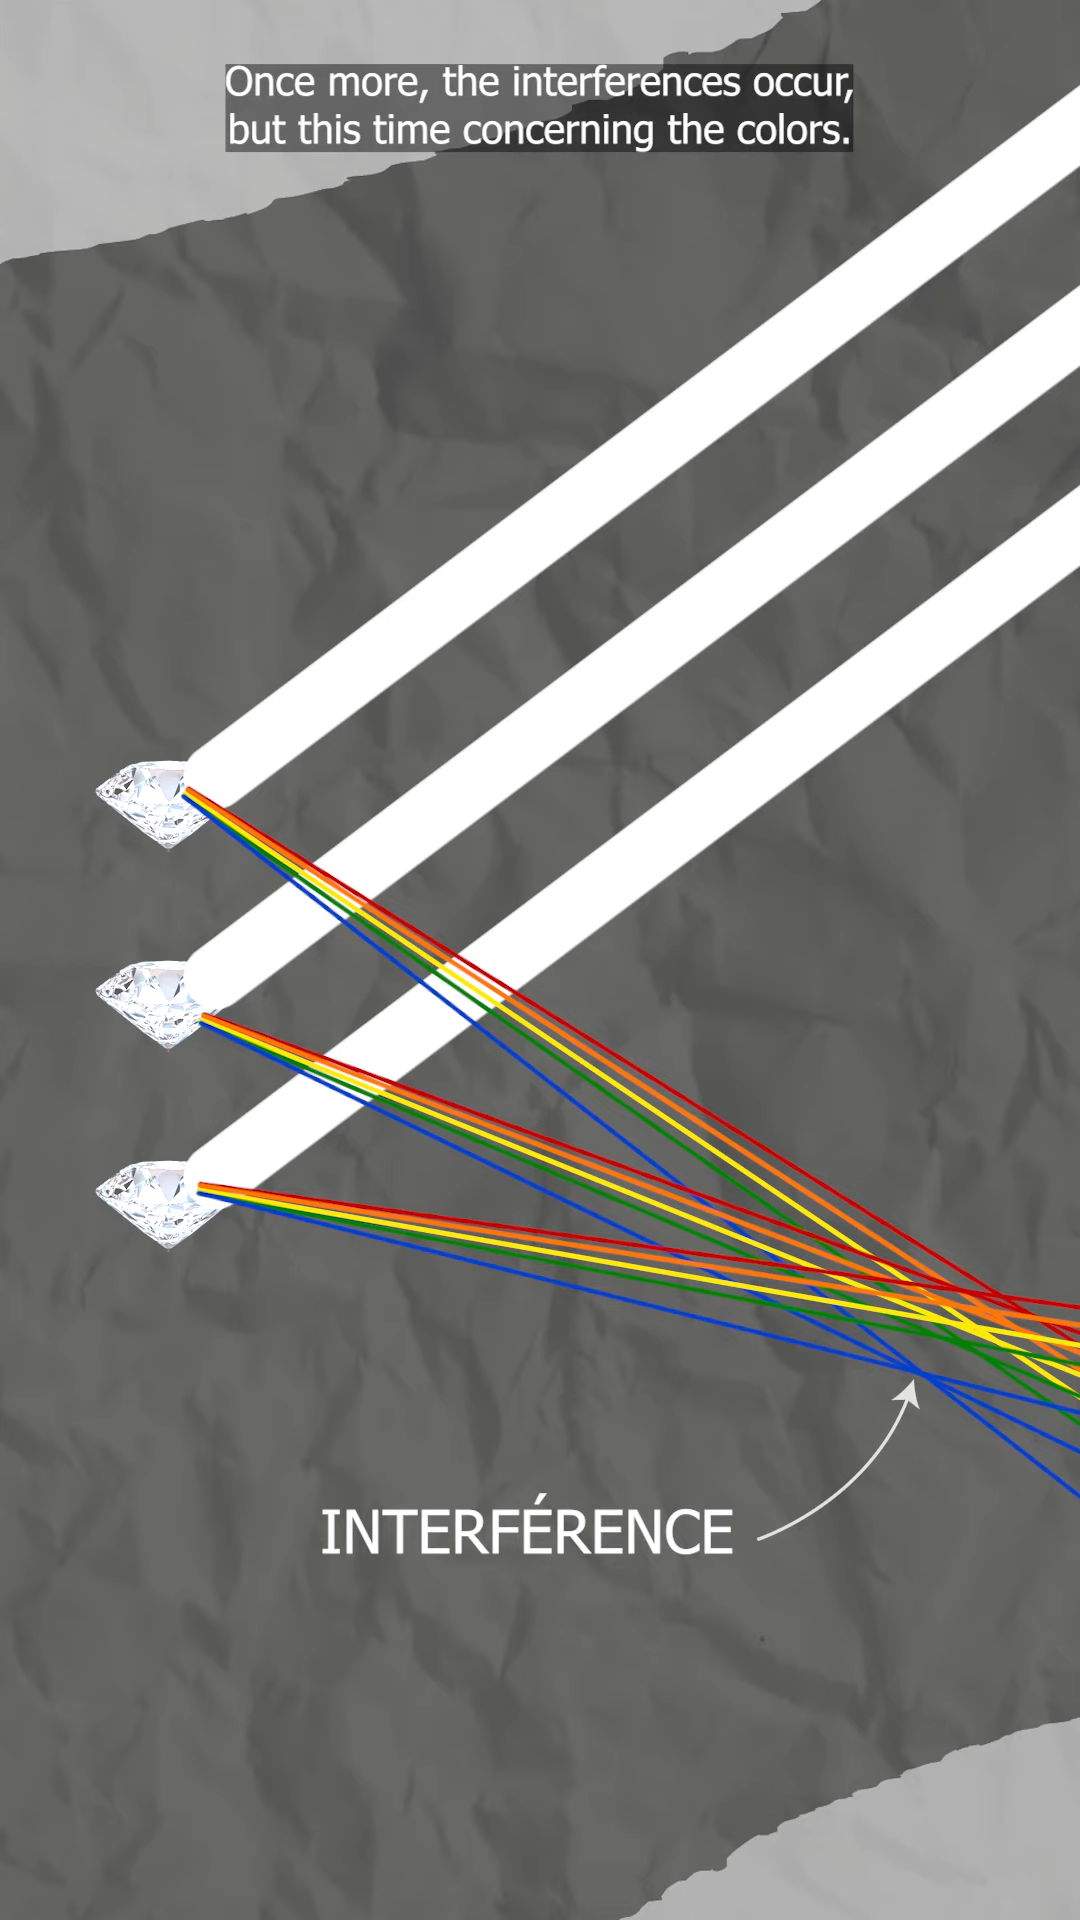 Once more, the interferences occur,
but this time concerning the colors.
INTERFÉRENCE